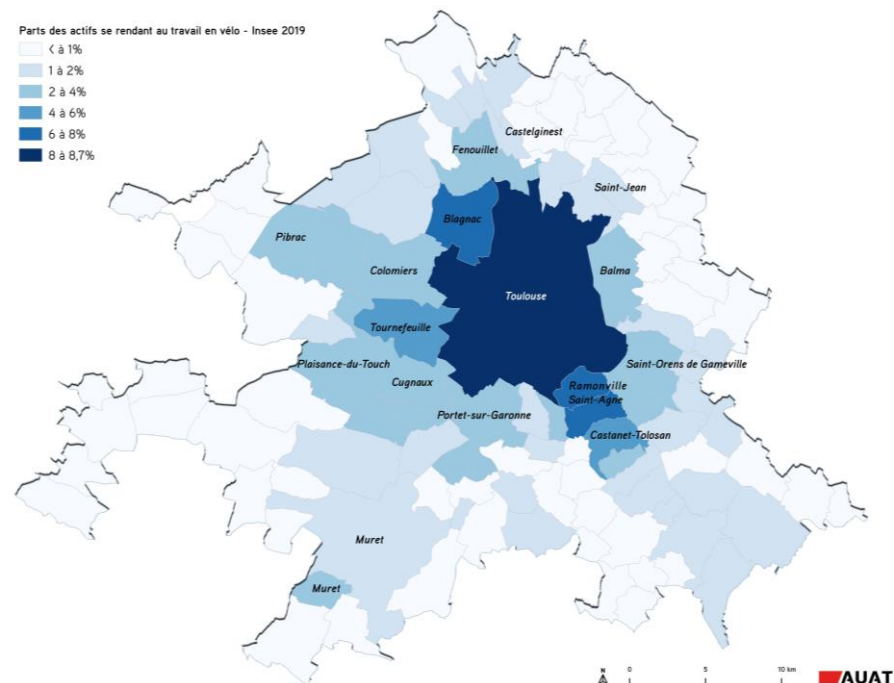 Parts des actifs se rendant au travail en vélo - Insee 2019
< à 1%
1 à 2%
2 à 4%
4 à 6%
6 à 8%
8 à 8,7%
Castelginest
Fenouillet
Saint-Jean
Blagnac
Pibrac
Colomiers
Balma
Toulouse
Tournefeuille
Plaisance-du-Touch
Saint-Orens de Gameville
Cugnaux
Ramonville
Saint-Agne
Portet-sur-Garonne
Castanet-Tolosan
Muret
Muret
N
0 5 10 km
AUAT